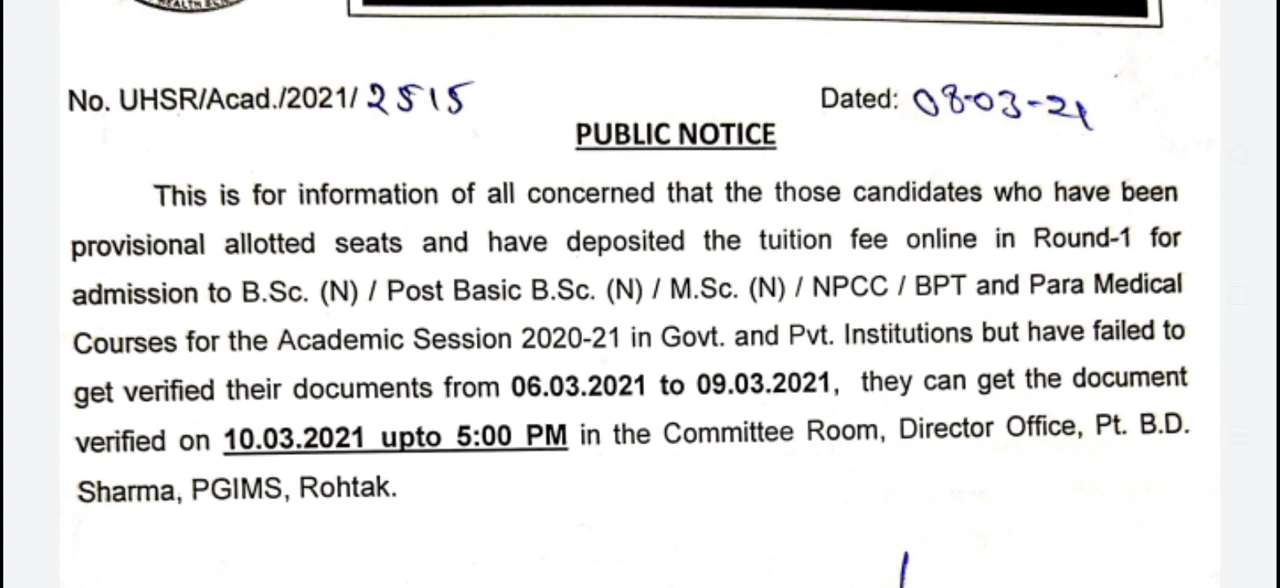 No. UHSR/Acad./2021/ 2515 Dated: 08-03-21
PUBLIC NOTICE
This is for information of all concerned that the those candidates who have been
provisional allotted seats and have deposited the tuition fee online in Round-1 for
admission to B.Sc. (N) / Post Basic B.Sc. (N) / M.Sc. (N) / NPCC / BPT and Para Medical
Courses for the Academic Session 2020-21 in Govt. and Pvt. Institutions but have failed to
get verified their documents from 06.03.2021 to 09.03.2021, they can get the document
verified on 10.03.2021 upto 5:00 PM in the Committee Room, Director Office, Pt. B.D.
Sharma, PGIMS, Rohtak.